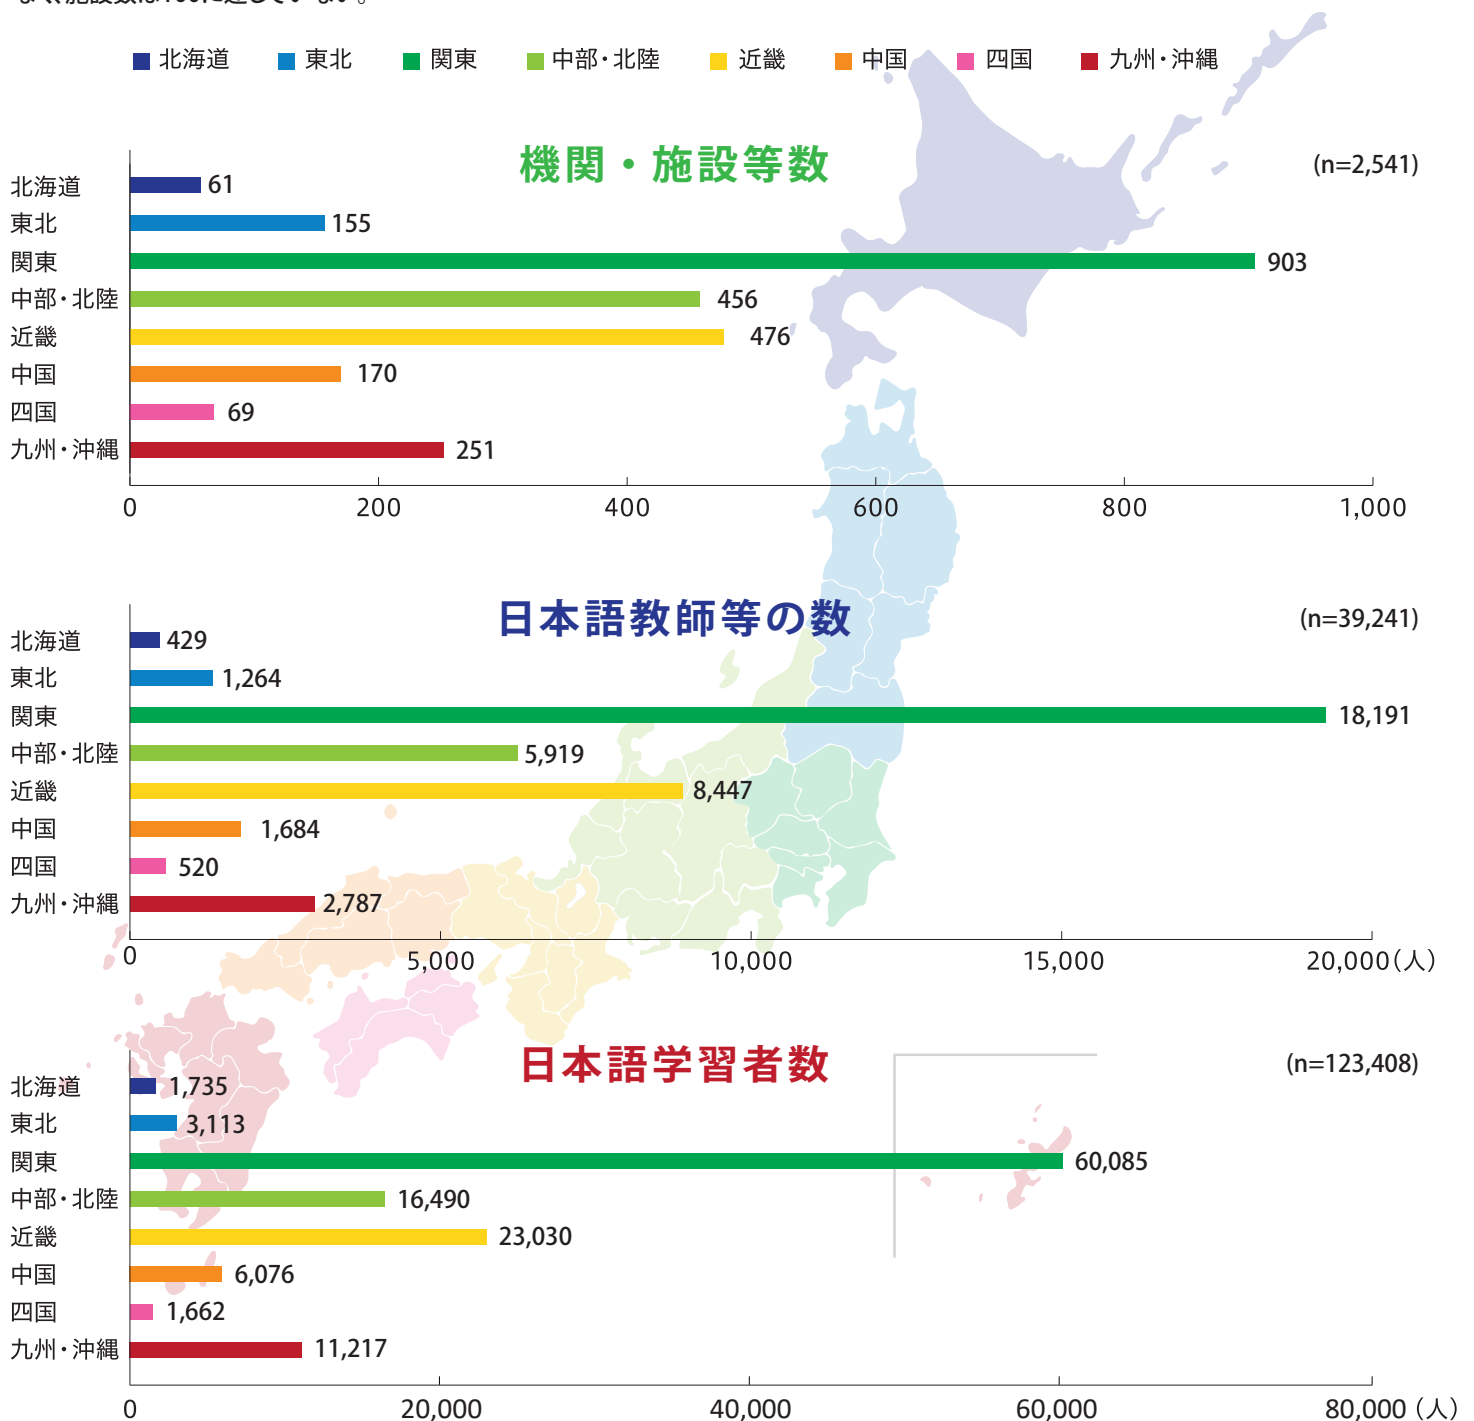 北海道 東北 関東 中部・北陸 近畿 中国 四国 九州・沖縄
機関・施設等数
(n=2,541)
北海道 61
東北 155
関東 903
中部・北陸 456
近畿 476
中国 170
四国 69
九州・沖縄 251
0 200 400 600 800 1,000
日本語教師等の数
(n=39,241)
北海道 429
東北 1,264
関東 18,191
中部・北陸 5,919
近畿 8,447
中国 1,684
四国 520
九州・沖縄 2,787
0 5,000 10,000 15,000 20,000(人)
日本語学習者数
(n=123,408)
北海道 1,735
東北 3,113
関東 60,085
中部・北陸 16,490
近畿 23,030
中国 6,076
四国 1,662
九州・沖縄 11,217
0 20,000 40,000 60,000 80,000(人)